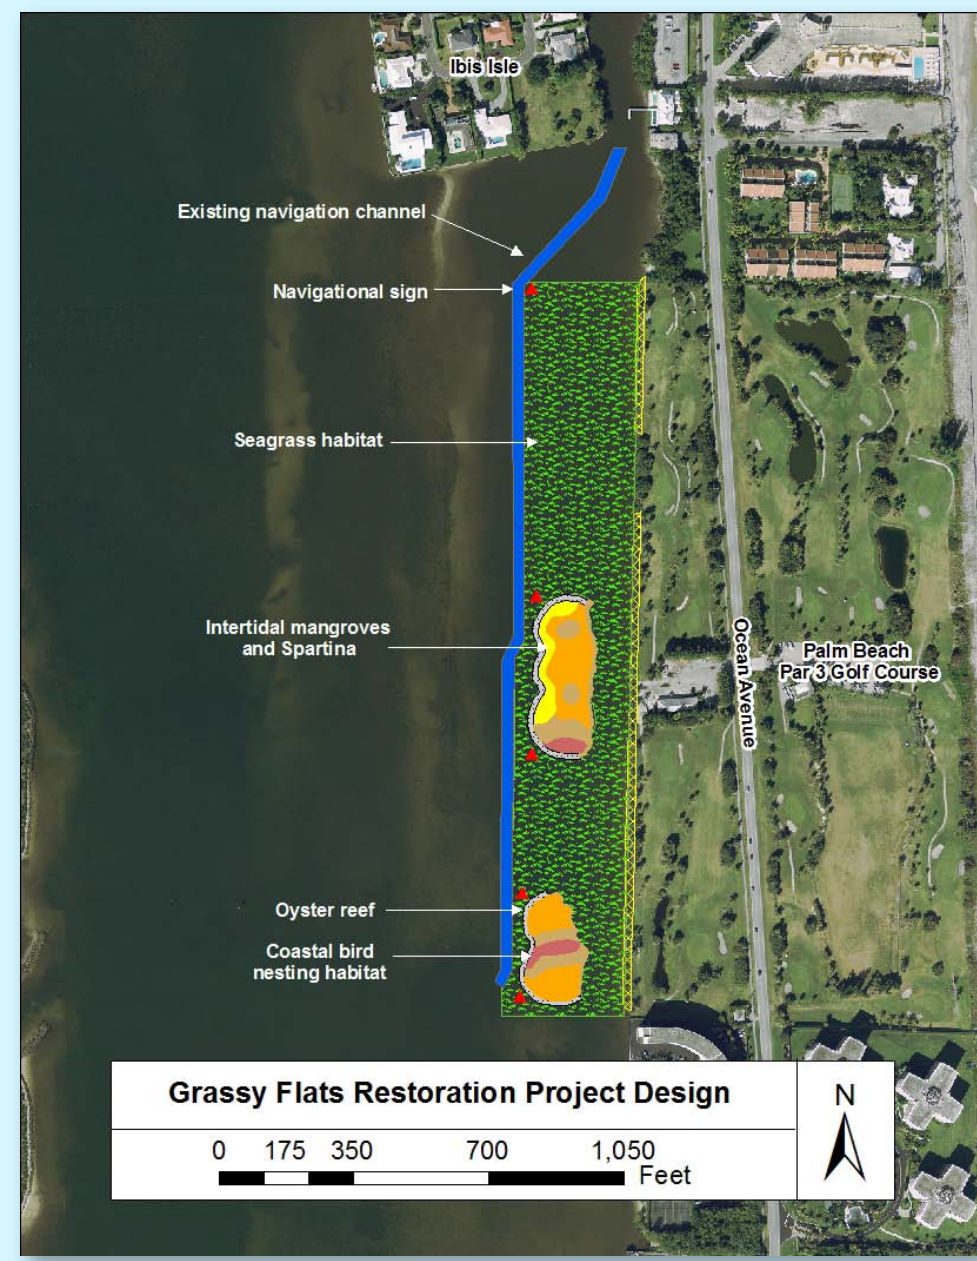 Ibis Isle
Existing navigation channel
Navigational sign
Seagrass habitat
Intertidal mangroves
and Spartina
Ocean Avenue
Palm Beach
Par 3 Golf Course
Oyster reef
Coastal bird
nesting habitat
Grassy Flats Restoration Project Design
0 175 350 700 1,050
Feet
N